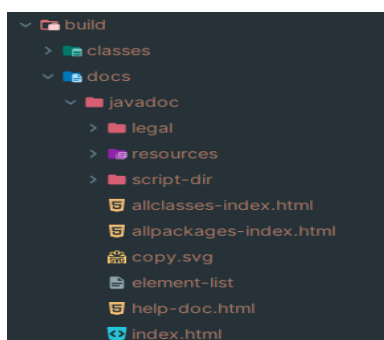 build
classes
docs
javadoc
legal
resources
script-dir
allclasses-index.html
allpackages-index.html
copy.svg
element-list
help-doc.html
index.html